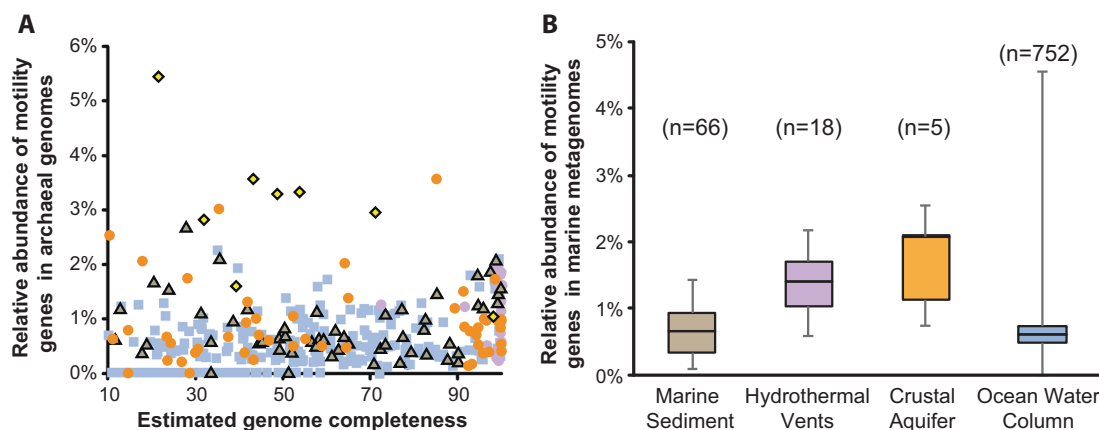 A
Relative abundance of motility
genes in archaeal genomes
6%
5%
4%
3%
2%
1%
0%
10
30
50
70
90
Estimated genome completeness
B
Relative abundance of motility
genes in marine metagenomes
5%
4%
3%
2%
1%
0%
(n=66)
(n=18)
(n=5)
(n=752)
Marine
Sediment
Hydrothermal
Vents
Crustal
Aquifer
Ocean Water
Column